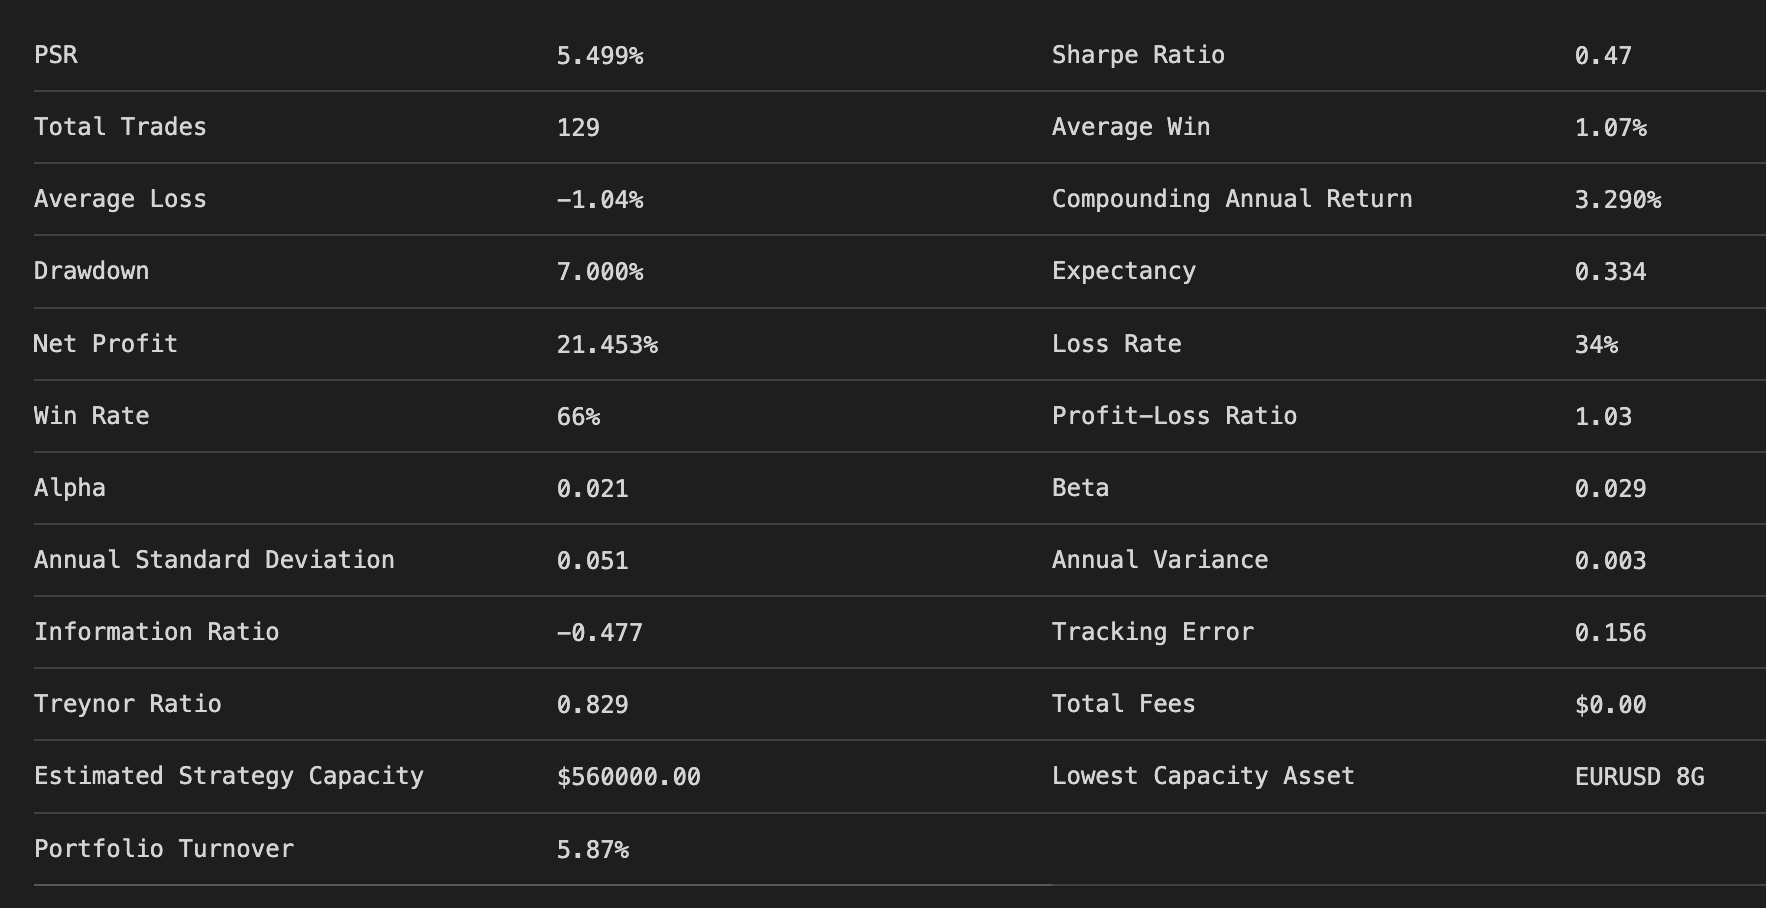 PSR 5.499% Sharpe Ratio 0.47
Total Trades 129 Average Win 1.07%
Average Loss -1.04% Compounding Annual Return 3.290%
Drawdown 7.000% Expectancy 0.334
Net Profit 21.453% Loss Rate 34%
Win Rate 66% Profit-Loss Ratio 1.03
Alpha 0.021 Beta 0.029
Annual Standard Deviation 0.051 Annual Variance 0.003
Information Ratio -0.477 Tracking Error 0.156
Treynor Ratio 0.829 Total Fees $0.00
Estimated Strategy Capacity $560000.00 Lowest Capacity Asset EURUSD 8G
Portfolio Turnover 5.87%